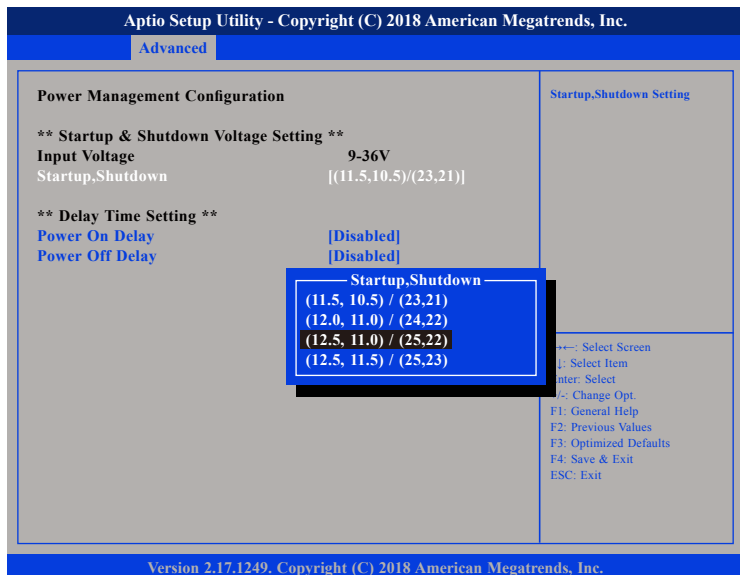 Aptio Setup Utility - Copyright (C) 2018 American Megatrends, Inc.
Advanced
Power Management Configuration
** Startup & Shutdown Voltage Setting **
Input Voltage 9-36V
Startup,Shutdown [(11.5,10.5)/(23,21)]
** Delay Time Setting **
Power On Delay [Disabled]
Power Off Delay [Disabled]
Startup,Shutdown
(11.5, 10.5) / (23,21)
(12.0, 11.0) / (24,22)
(12.5, 11.0) / (25,22)
(12.5, 11.5) / (25,23)
Startup,Shutdown Setting
→←: Select Screen
↓: Select Item
Select
Change Opt.
F1: General Help
F2: Previous Values
F3: Optimized Defaults
F4: Save & Exit
ESC: Exit
Version 2.17.1249. Copyright (C) 2018 American Megatrends, Inc.